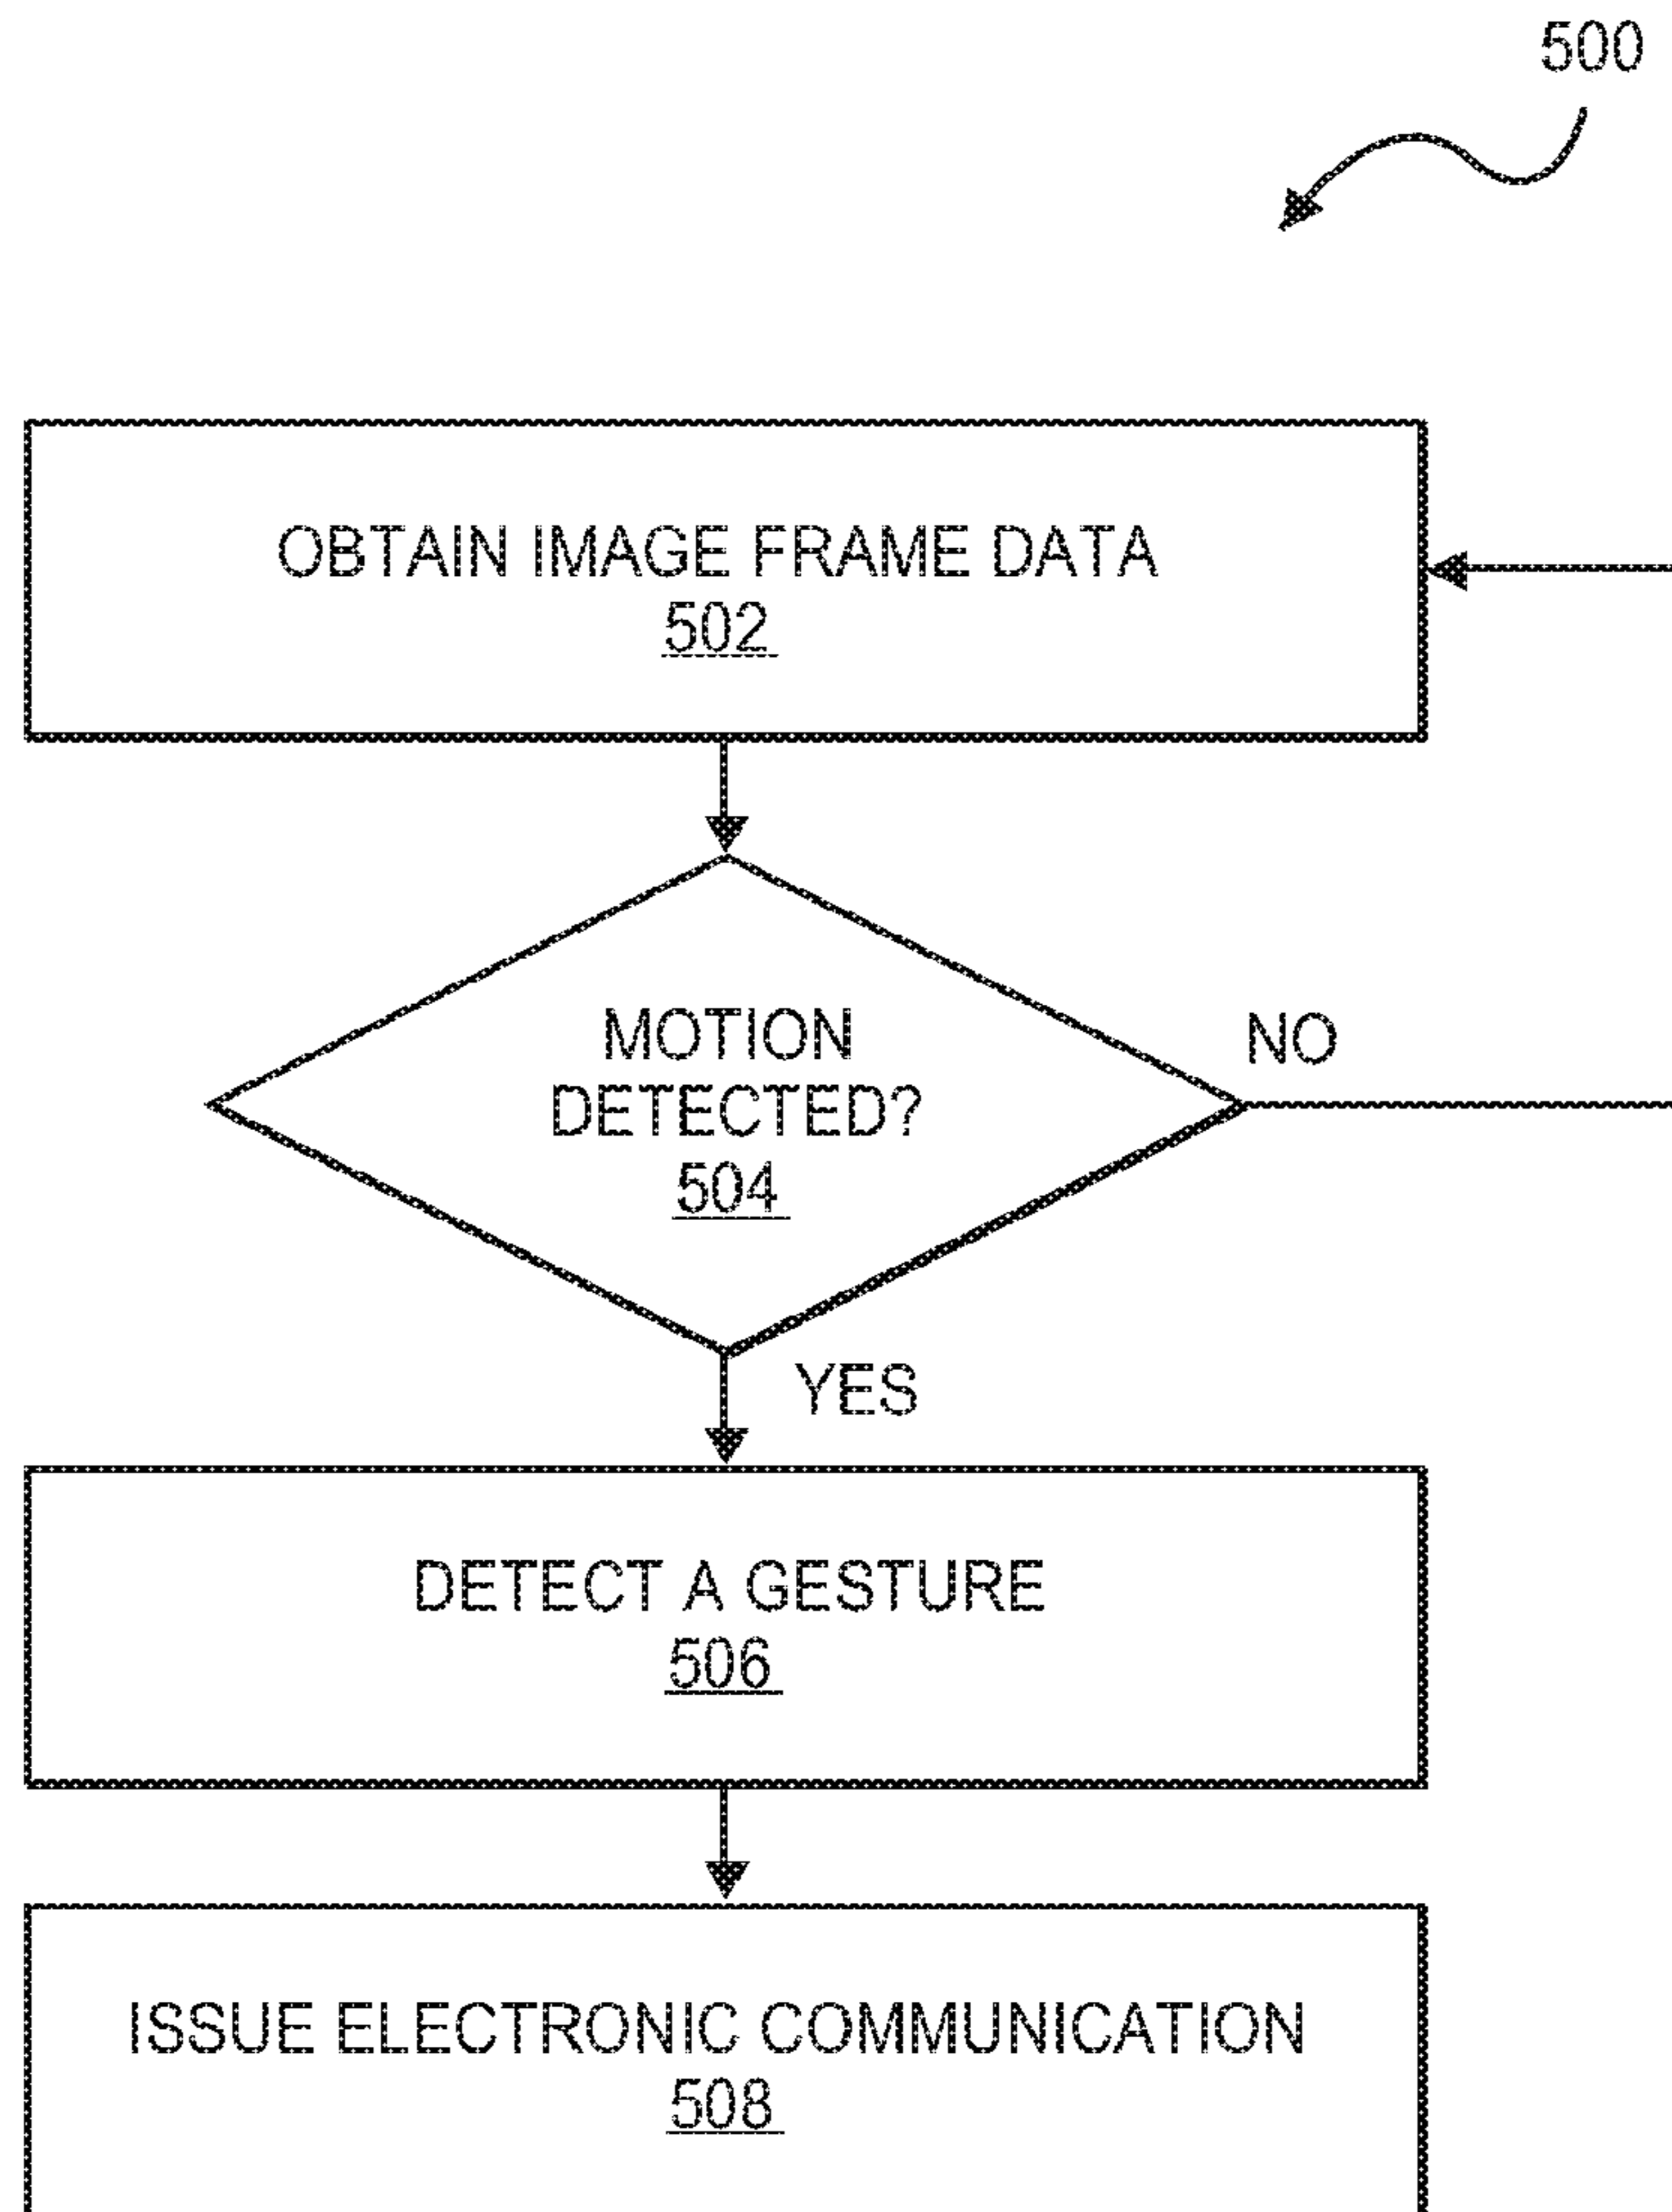 500
OBTAIN IMAGE FRAME DATA
502
MOTION
DETECTED?
504
NO
YES
DETECT A GESTURE
506
ISSUE ELECTRONIC COMMUNICATION
508